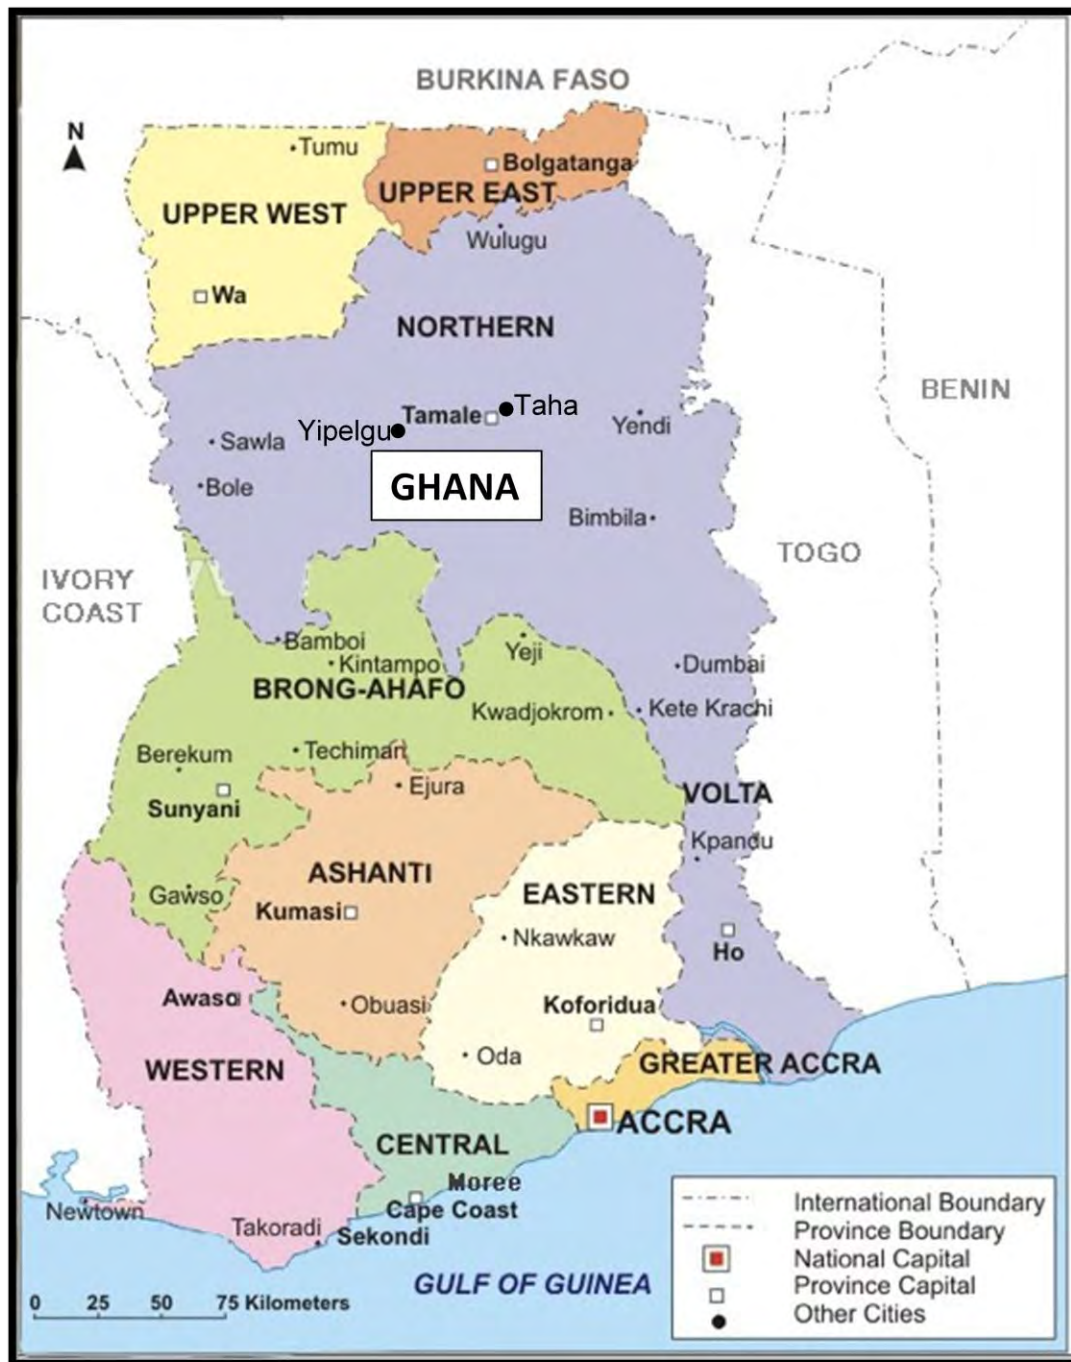 BURKINA FASO
N
Tumu
Bolgatanga
UPPER EAST
UPPER WEST
Wulugu
Wa
NORTHERN
BENIN
Taha
Tamale
Yendi
Yipelgu
Sawla
GHANA
Bole
Bimbila
TOGO
IVORY
COAST
Bamboi
Yeji
Kintampo
Dumbai
BRONG-AHAFO
Kwadjokrom
Kete Krachi
Berekum
Techiman
Ejura
VOLTA
Sunyani
Kpandu
ASHANTI
EASTERN
Gawso
Kumasi
Nkawkaw
Ho
Awaso
Obuasi
Koforidua
Oda
GREATER ACCRA
WESTERN
ACCRA
CENTRAL
Moree
Cape Coast
Newtown
Takoradi
Sekondi
GULF OF GUINEA
0 25 50 75 Kilometers
International Boundary
Province Boundary
National Capital
Province Capital
Other Cities